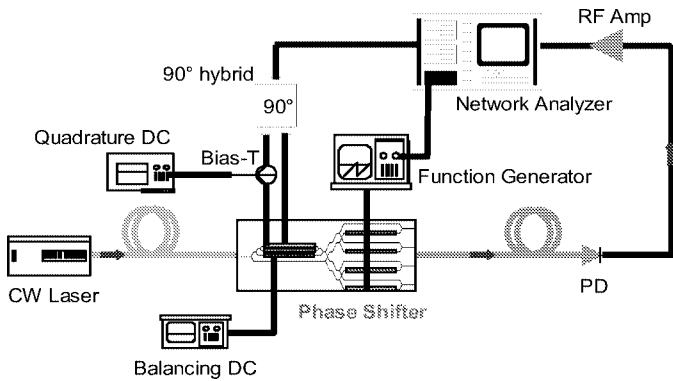 RF Amp
90° hybrid
90°
Network Analyzer
Quadrature DC
Bias-T
Function Generator
CW Laser
PD
Phase Shifter
Balancing DC